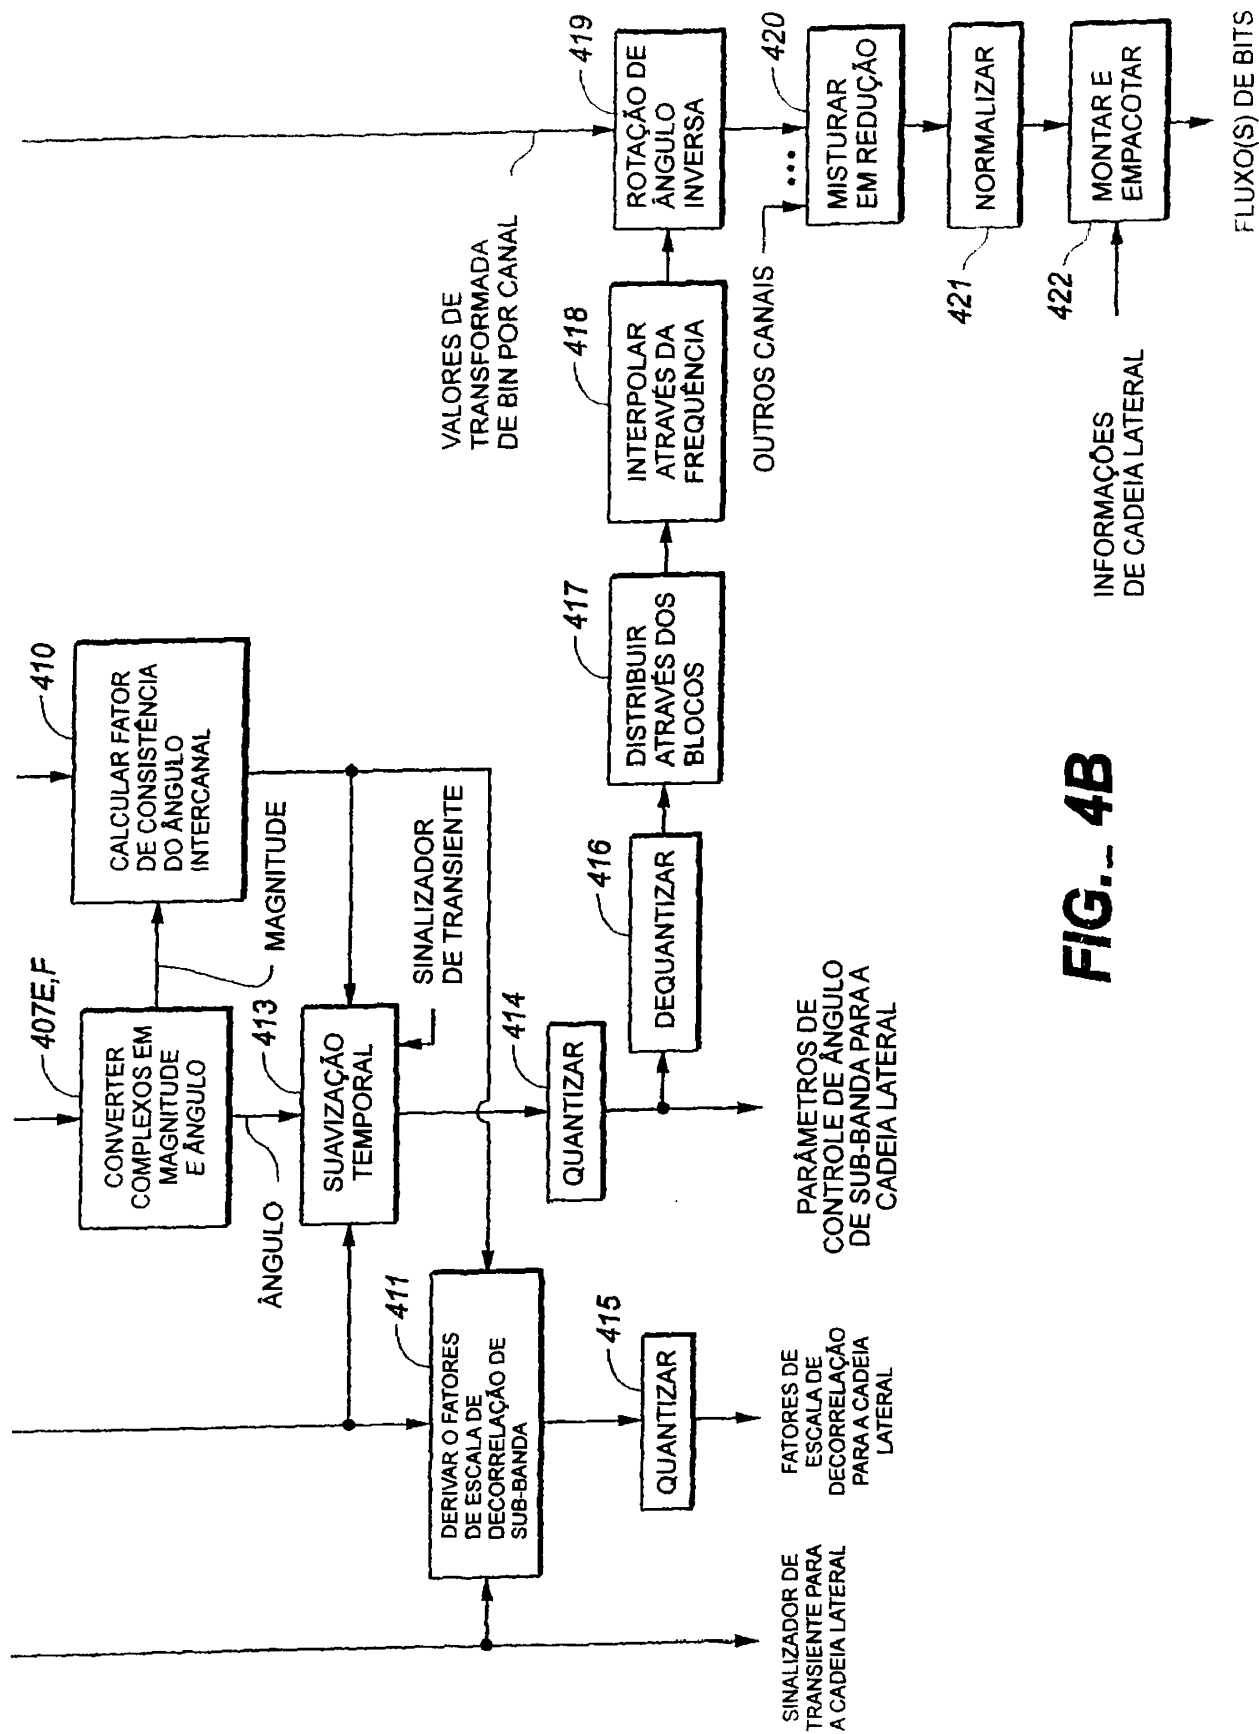 407E,F
CONVERTER
COMPLEXOS EM
MAGNITUDE
E ÂNGULO
410
CALCULAR FATOR
DE CONSISTÊNCIA
DO ÂNGULO
INTERCANAL
MAGNITUDE
ÂNGULO
413
SUAVIZAÇÃO
TEMPORAL
SINALIZADOR
DE TRANSIENTE
411
DERIVAR O FATORES
DE ESCALA DE
DECORRELAÇÃO DE
SUB-BANDA
414
QUANTIZAR
415
QUANTIZAR
416
DEQUANTIZAR
417
DISTRIBUIR
ATRAVÉS DOS
BLOCOS
418
INTERPOLAR
ATRAVÉS DA
FREQUÊNCIA
VALORES DE
TRANSFORMADA
DE BIN POR CANAL
419
ROTAÇÃO DE
ÂNGULO
INVERSA
OUTROS CANAIS
...
420
MISTURAR
EM REDUÇÃO
421
NORMALIZAR
422
MONTAR E
EMPACOTAR
INFORMAÇÕES
DE CADEIA LATERAL
FLUXO(S) DE BITS
SINALIZADOR DE
TRANSIENTE PARA
A CADEIA LATERAL
FATORES DE
ESCALA DE
DECORRELAÇÃO
PARA A CADEIA
LATERAL
PARÂMETROS DE
CONTROLE DE ÂNGULO
DE SUB-BANDA PARA A
CADEIA LATERAL
FIG._ 4B